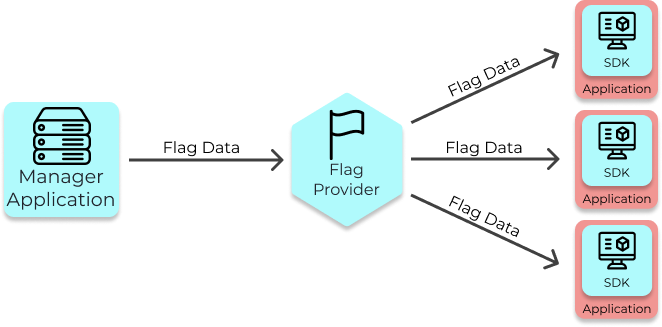 Manager
Application
Flag Data
Flag
Provider
Flag Data
Flag Data
Flag Data
SDK
Application
SDK
Application
SDK
Application